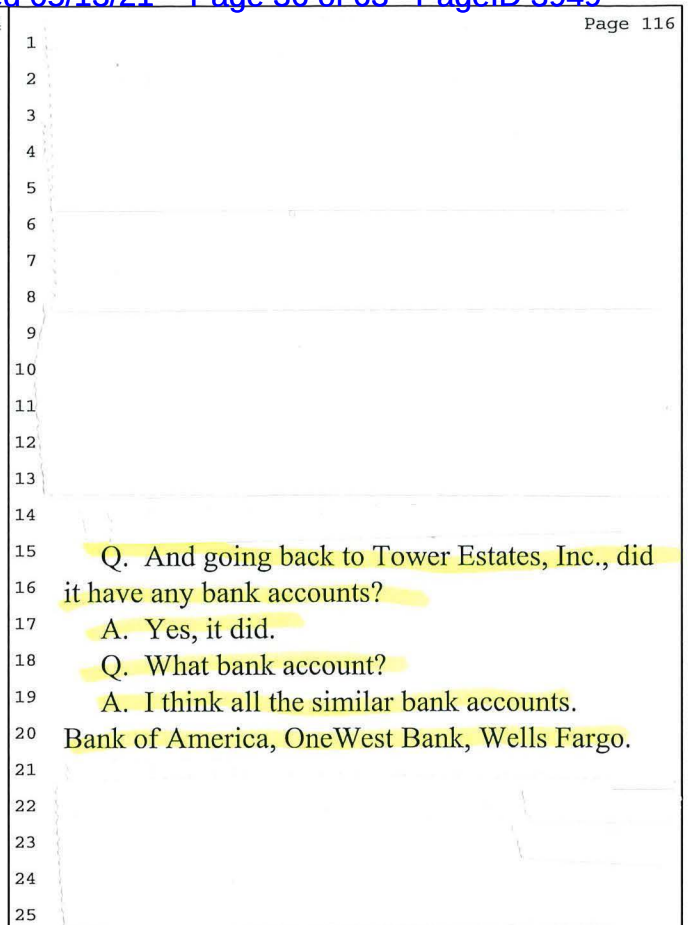 Page 116
1
2
3
4
5
6
7
8
9
10
11
12
13
14
15 Q. And going back to Tower Estates, Inc., did
16 it have any bank accounts?
17 A. Yes, it did.
18 Q. What bank account?
19 A. I think all the similar bank accounts.
20 Bank of America, OneWest Bank, Wells Fargo.
21
22
23
24
25